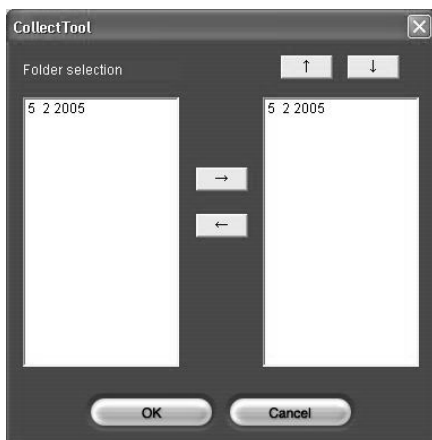 CollectTool
Folder selection
↑ ↓
5 2 2005
5 2 2005
→
←
OK Cancel